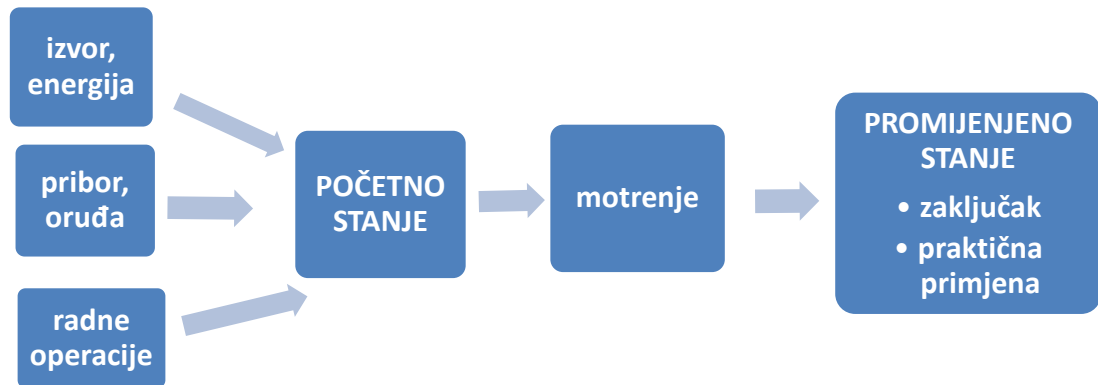 izvor,
energija
pribor,
oruđa
radne
operacije
POČETNO
STANJE
motrenje
PROMIJENJENO
STANJE
• zaključak
• praktična
primjena